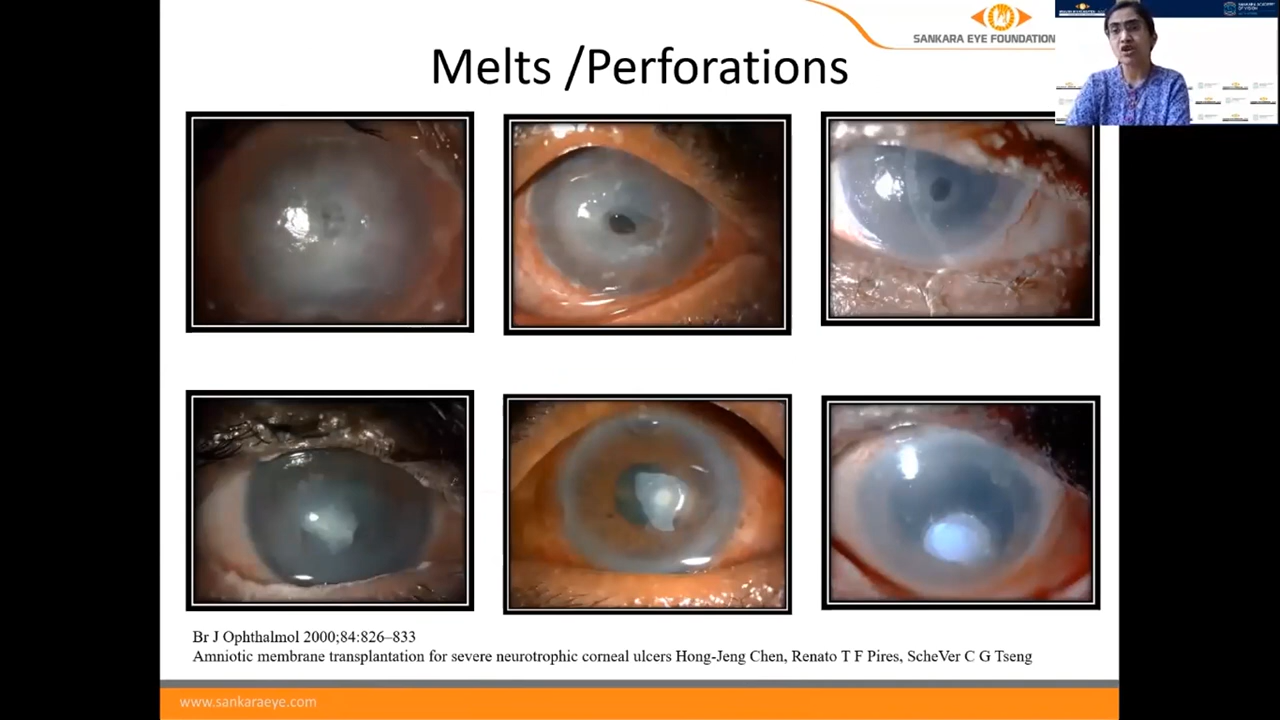 SANKARA EYE FOUNDATION
Melts /Perforations
Br J Ophthalmol 2000;84:826–833
Amniotic membrane transplantation for severe neurotrophic corneal ulcers Hong-Jeng Chen, Renato T F Pires, ScheVer C G Tseng
www.sankaraeye.com